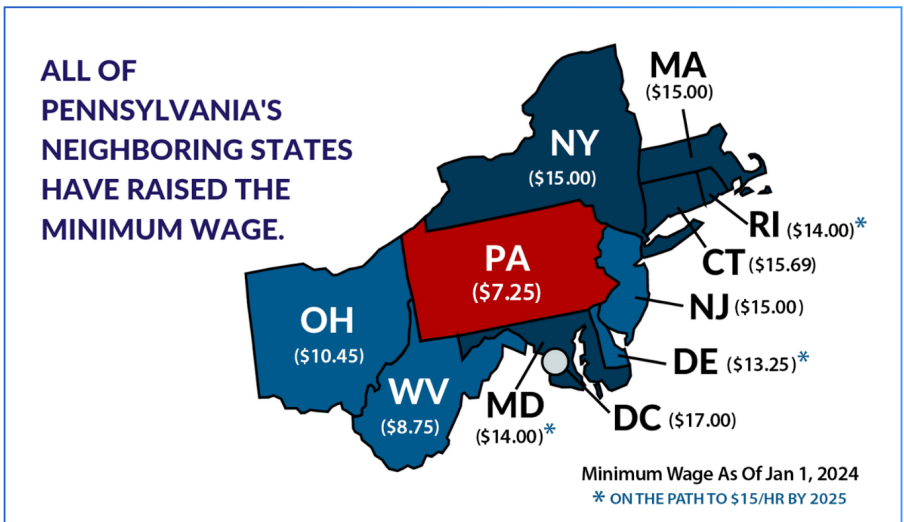 ALL OF
PENNSYLVANIA'S
NEIGHBORING STATES
HAVE RAISED THE
MINIMUM WAGE.
MA
($15.00)
NY
($15.00)
RI ($14.00)*
CT ($15.69)
PA
($7.25)
NJ ($15.00)
OH
($10.45)
DE ($13.25)*
WV
($8.75)
MD
($14.00)*
DC ($17.00)
Minimum Wage As Of Jan 1, 2024
* ON THE PATH TO $15/HR BY 2025